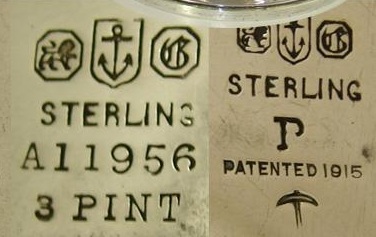 G
STERLING
A11956
3 PINT
G
STERLING
P
PATENTED 1915